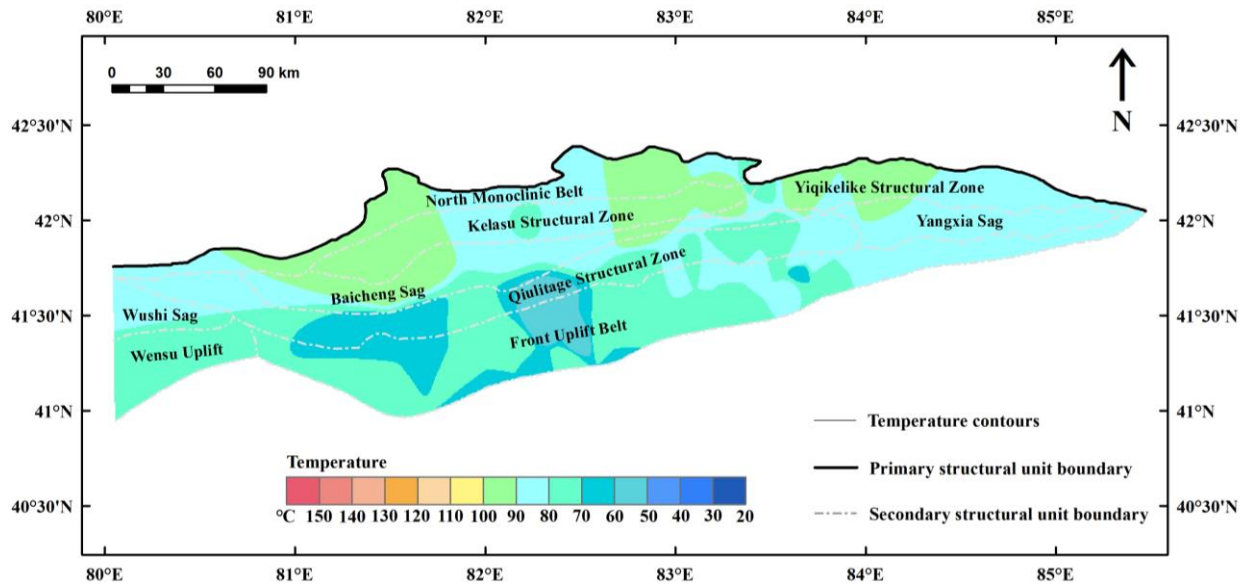 80°E 81°E 82°E 83°E 84°E 85°E
0 30 60 90 km
N
42°30'N 42°30'N
North Monoclinic Belt
Yiqikelike Structural Zone
Kelasu Structural Zone
42°N 42°N
Yangxia Sag
Qiulitage Structural Zone
Baicheng Sag
Wushi Sag
41°30'N 41°30'N
Front Uplift Belt
Wensu Uplift
41°N 41°N
Temperature contours
Temperature
Primary structural unit boundary
°C 150 140 130 120 110 100 90 80 70 60 50 40 30 20
40°30'N 40°30'N
Secondary structural unit boundary
80°E 81°E 82°E 83°E 84°E 85°E